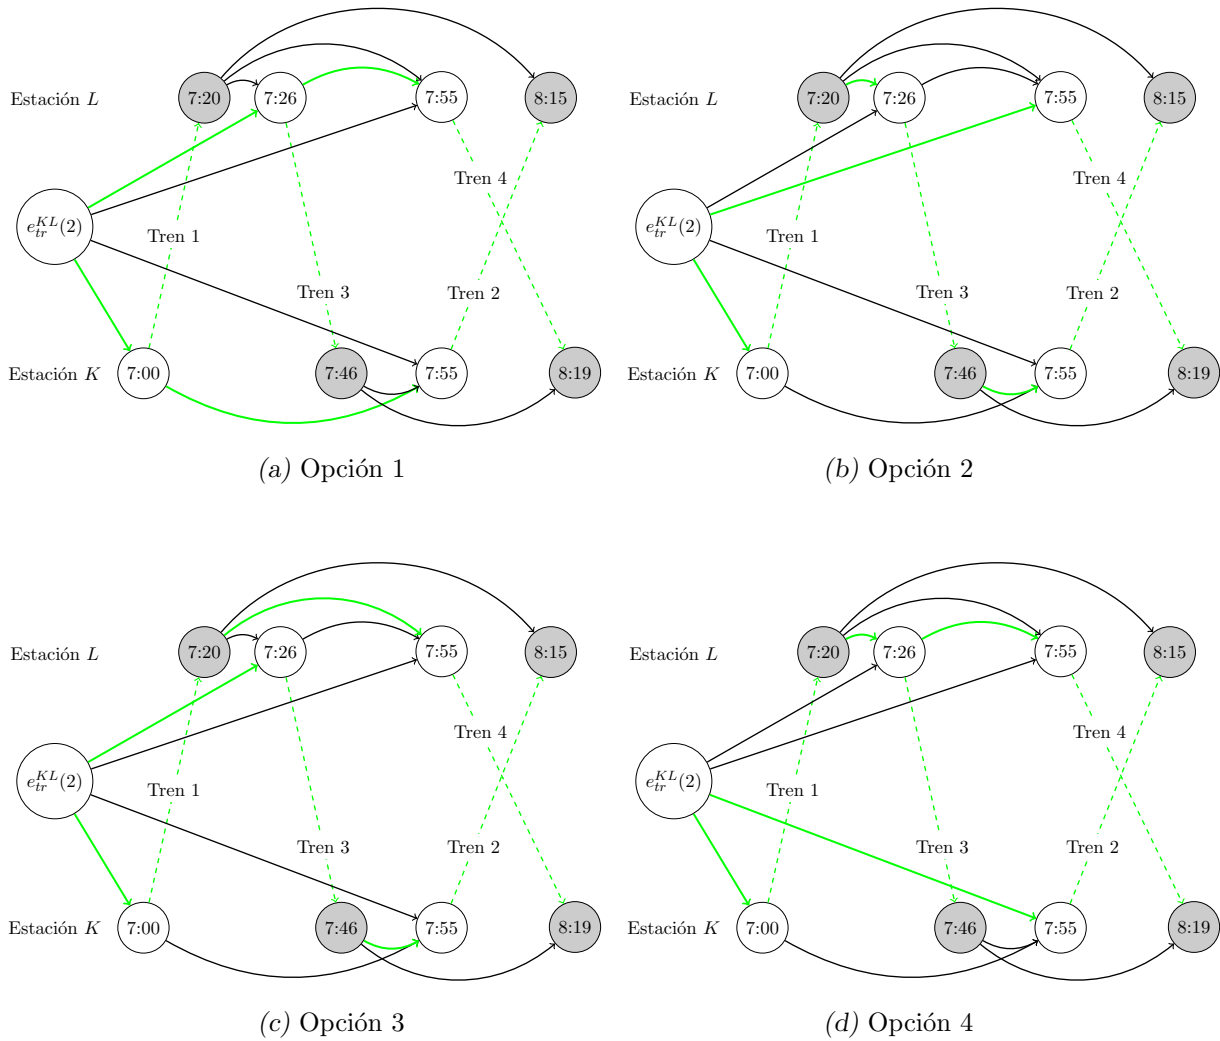 Estación L 7:20 7:26 7:55 8:15
Tren 4
e_{tr}^{KL}(2)
Tren 1
Tren 3 Tren 2
Estación K 7:00 7:46 7:55 8:19
(a) Opción 1
Estación L 7:20 7:26 7:55 8:15
Tren 4
e_{tr}^{KL}(2)
Tren 1
Tren 3 Tren 2
Estación K 7:00 7:46 7:55 8:19
(b) Opción 2
Estación L 7:20 7:26 7:55 8:15
Tren 4
e_{tr}^{KL}(2)
Tren 1
Tren 3 Tren 2
Estación K 7:00 7:46 7:55 8:19
(c) Opción 3
Estación L 7:20 7:26 7:55 8:15
Tren 4
e_{tr}^{KL}(2)
Tren 1
Tren 3 Tren 2
Estación K 7:00 7:46 7:55 8:19
(d) Opción 4